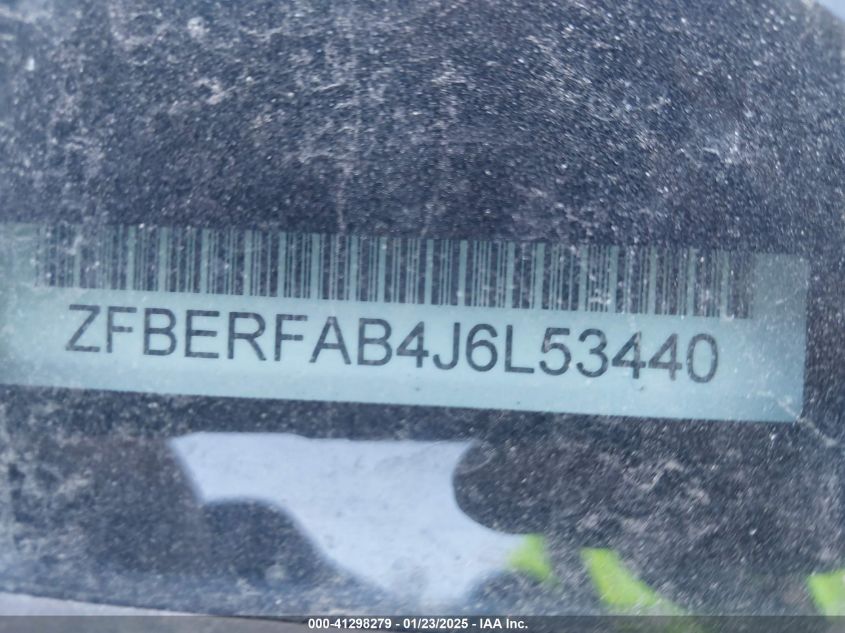 ZFBERFAB4J6L53440
000-41298279 - 01/23/2025 - IAA Inc.